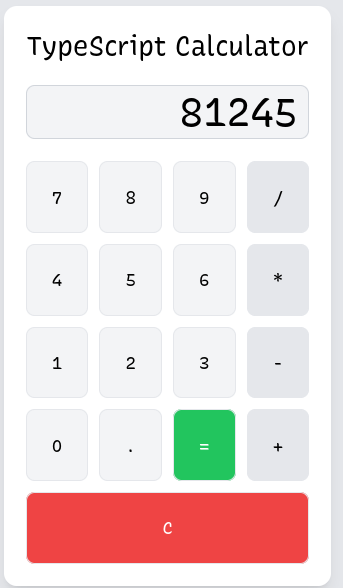 TypeScript Calculator
81245
7 8 9 /
4 5 6 *
1 2 3 -
0 . = +
C